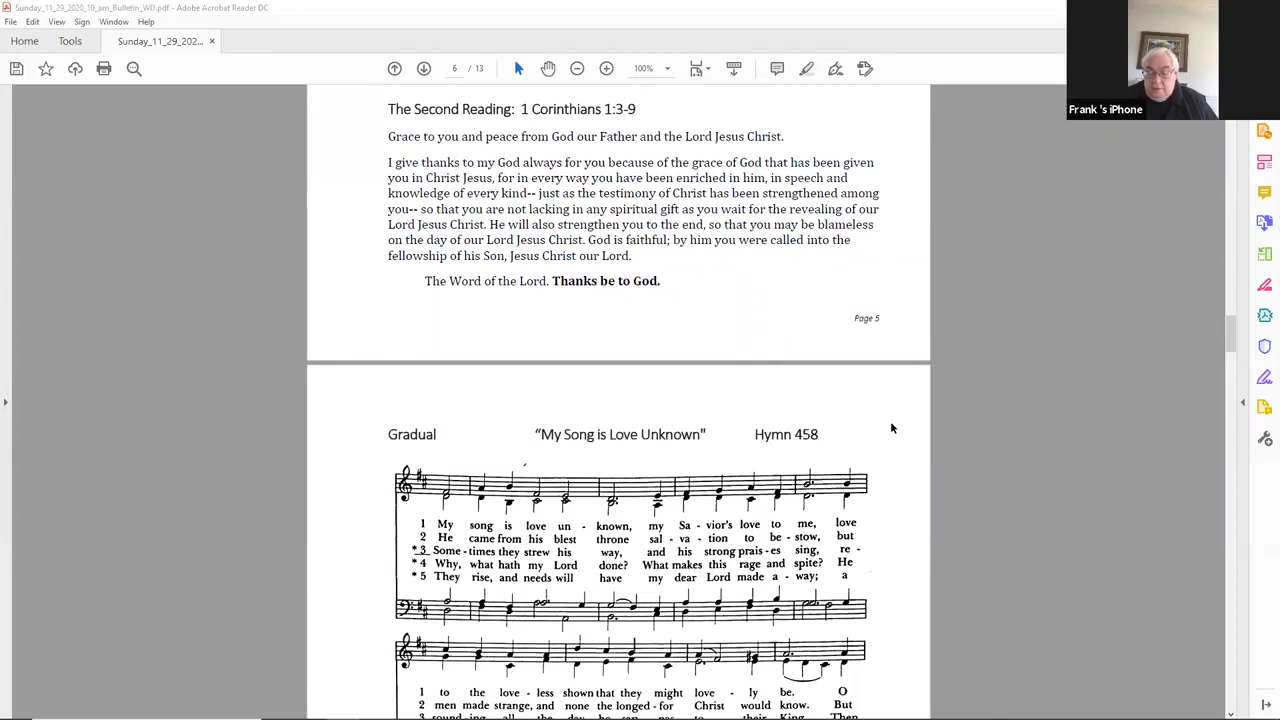 Sunday_11_29_2020_10_am_Bulletin_WD.pdf - Adobe Acrobat Reader DC
File Edit View Sign Window Help
Home Tools Sunday_11_29_202... ×
6 / 13 100%
Frank 's iPhone
The Second Reading: 1 Corinthians 1:3-9
Grace to you and peace from God our Father and the Lord Jesus Christ.
I give thanks to my God always for you because of the grace of God that has been given
you in Christ Jesus, for in every way you have been enriched in him, in speech and
knowledge of every kind-- just as the testimony of Christ has been strengthened among
you-- so that you are not lacking in any spiritual gift as you wait for the revealing of our
Lord Jesus Christ. He will also strengthen you to the end, so that you may be blameless
on the day of our Lord Jesus Christ. God is faithful; by him you were called into the
fellowship of his Son, Jesus Christ our Lord.
The Word of the Lord. Thanks be to God.
Page 5
Gradual “My Song is Love Unknown" Hymn 458
1 My song is love un - known, my Sa - vior's love to me, love
2 He came from his blest throne sal - va - tion to be - stow, but
*3 Some - times they strew his way, and his strong prais - es sing, re -
*4 Why, what hath my Lord done? What makes this rage and spite? He
*5 They rise, and needs will have my dear Lord made a - way; a
1 to the love - less shown that they might love - ly be. O
2 men made strange, and none the longed - for Christ would know. But
3 sound - ing all the day ho - san - nas to their King. Then